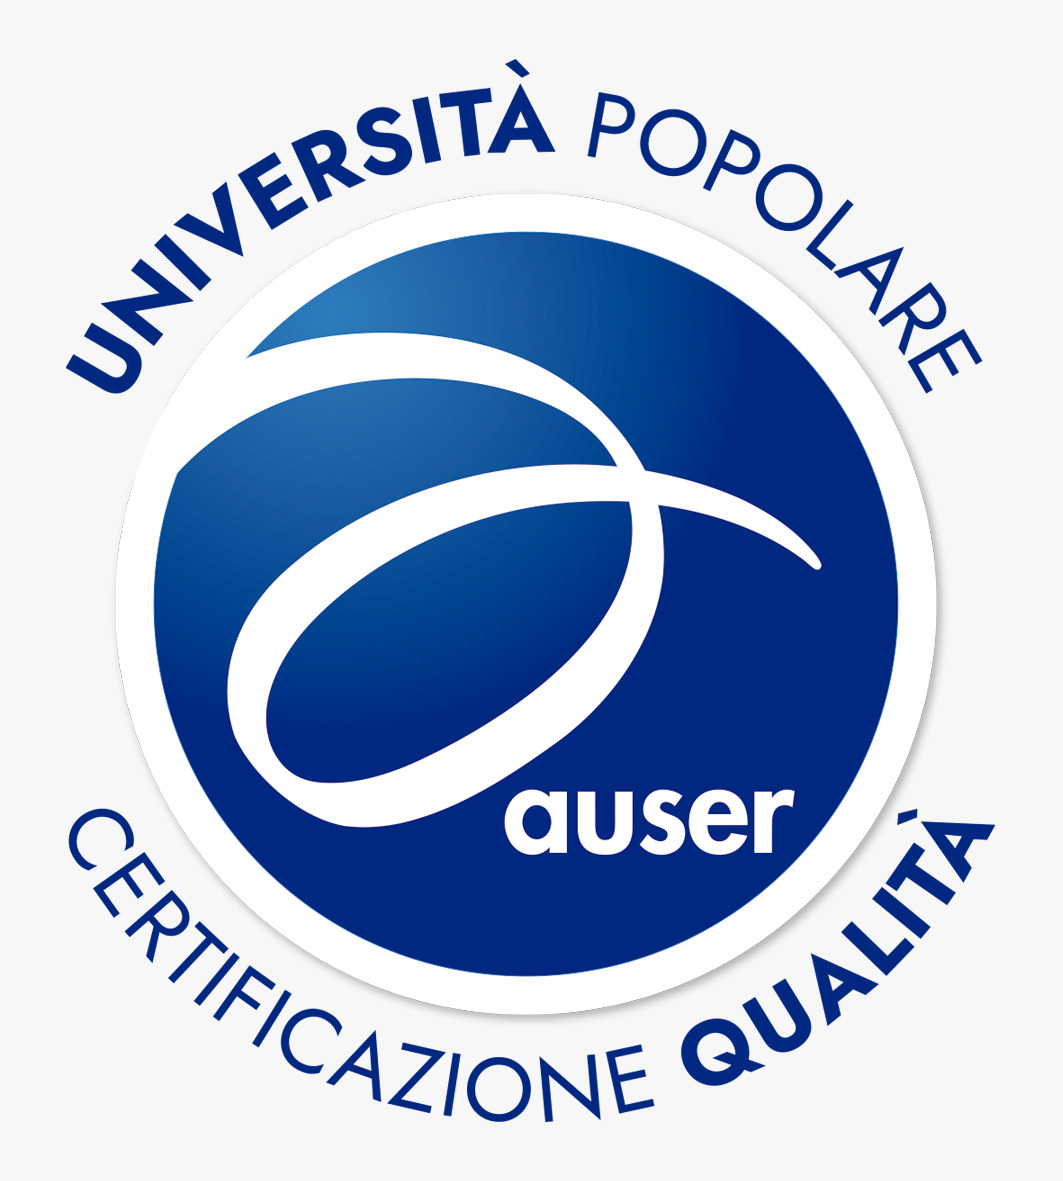 UNIVERSITÀ POPOLARE
auser
CERTIFICAZIONE QUALITÀ